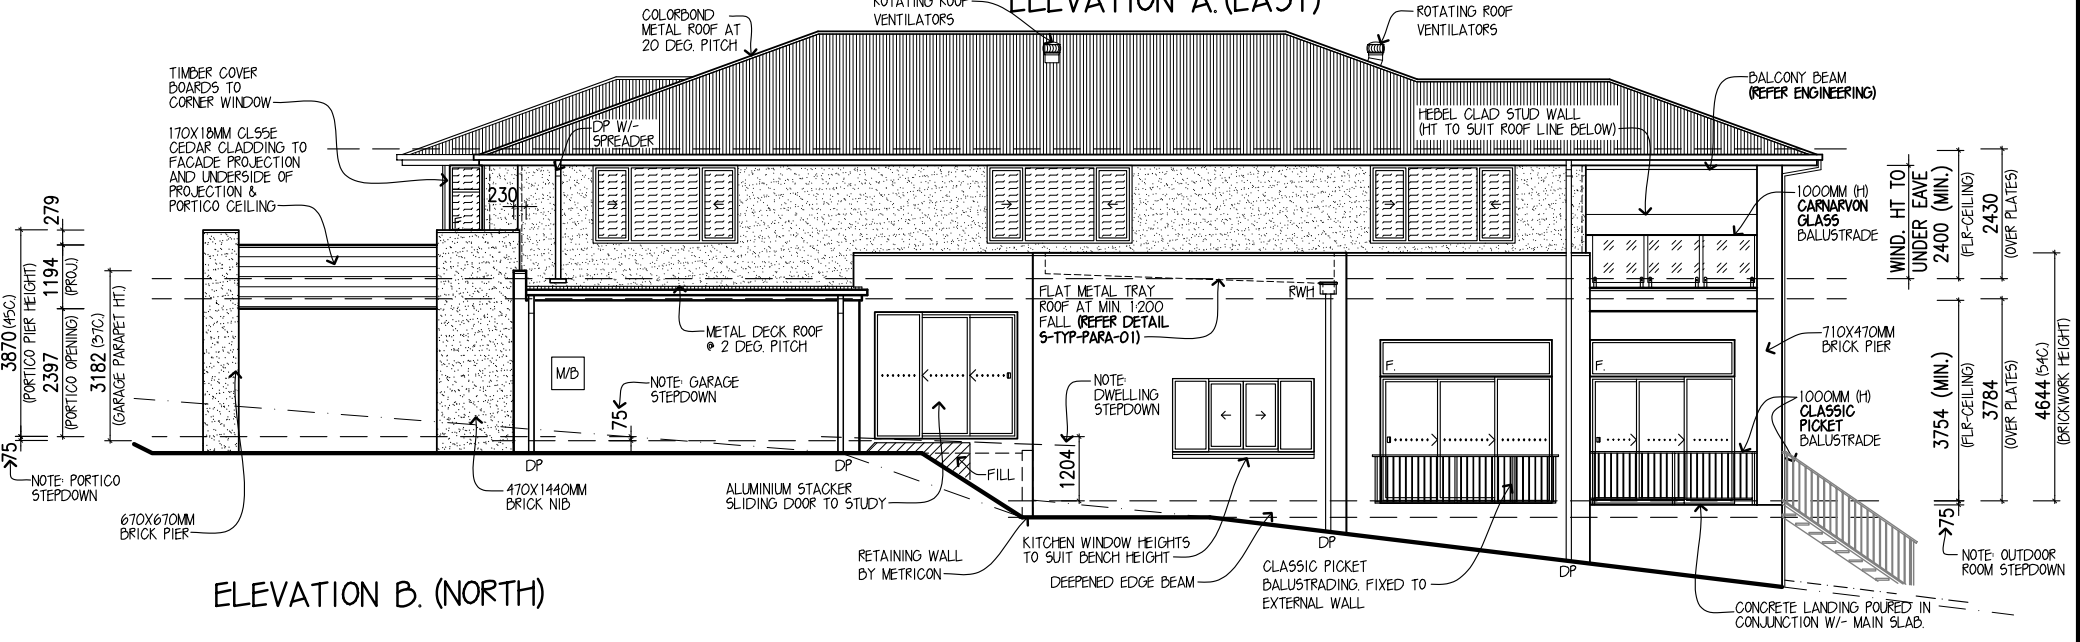 ELEVATION A. (EAST)
COLORBOND
METAL ROOF AT
20 DEG. PITCH
ROTATING ROOF
VENTILATORS
ROTATING ROOF
VENTILATORS
TIMBER COVER
BOARDS TO
CORNER WINDOW
170X18MM CLSSE
CEDAR CLADDING TO
FACADE PROJECTION
AND UNDERSIDE OF
PROJECTION &
PORTICO CEILING
DP W/-
SPREADER
230
HEBEL CLAD STUD WALL
(HT TO SUIT ROOF LINE BELOW)
BALCONY BEAM
(REFER ENGINEERING)
1000MM (H)
CARNARVON
GLASS
BALUSTRADE
WIND. HT TO
UNDER EAVE
2400 (MIN.)
(FLR-CEILING)
2430
(OVER PLATES)
3870 (45C)
(PORTICO PIER HEIGHT)
279
1194
(PROJ)
2397
(PORTICO OPENING)
3182 (37C)
(GARAGE PARAPET HT.)
75
NOTE: PORTICO
STEPDOWN
670X670MM
BRICK PIER
470X1440MM
BRICK NIB
M/B
NOTE: GARAGE
STEPDOWN
75
METAL DECK ROOF
@ 2 DEG. PITCH
DP
DP
ALUMINIUM STACKER
SLIDING DOOR TO STUDY
FILL
FLAT METAL TRAY
ROOF AT MIN. 1:200
FALL (REFER DETAIL
S-TYP-PARA-01)
RWH
NOTE:
DWELLING
STEPDOWN
1204
RETAINING WALL
BY METRICON
KITCHEN WINDOW HEIGHTS
TO SUIT BENCH HEIGHT
DEEPENED EDGE BEAM
DP
CLASSIC PICKET
BALUSTRADING. FIXED TO
EXTERNAL WALL
F.
F.
DP
710X470MM
BRICK PIER
1000MM (H)
CLASSIC
PICKET
BALUSTRADE
3754 (MIN.)
(FLR-CEILING)
3784
(OVER PLATES)
4644 (54C)
(BRICKWORK HEIGHT)
75
NOTE: OUTDOOR
ROOM STEPDOWN
CONCRETE LANDING POURED IN
CONJUNCTION W/- MAIN SLAB.
ELEVATION B. (NORTH)